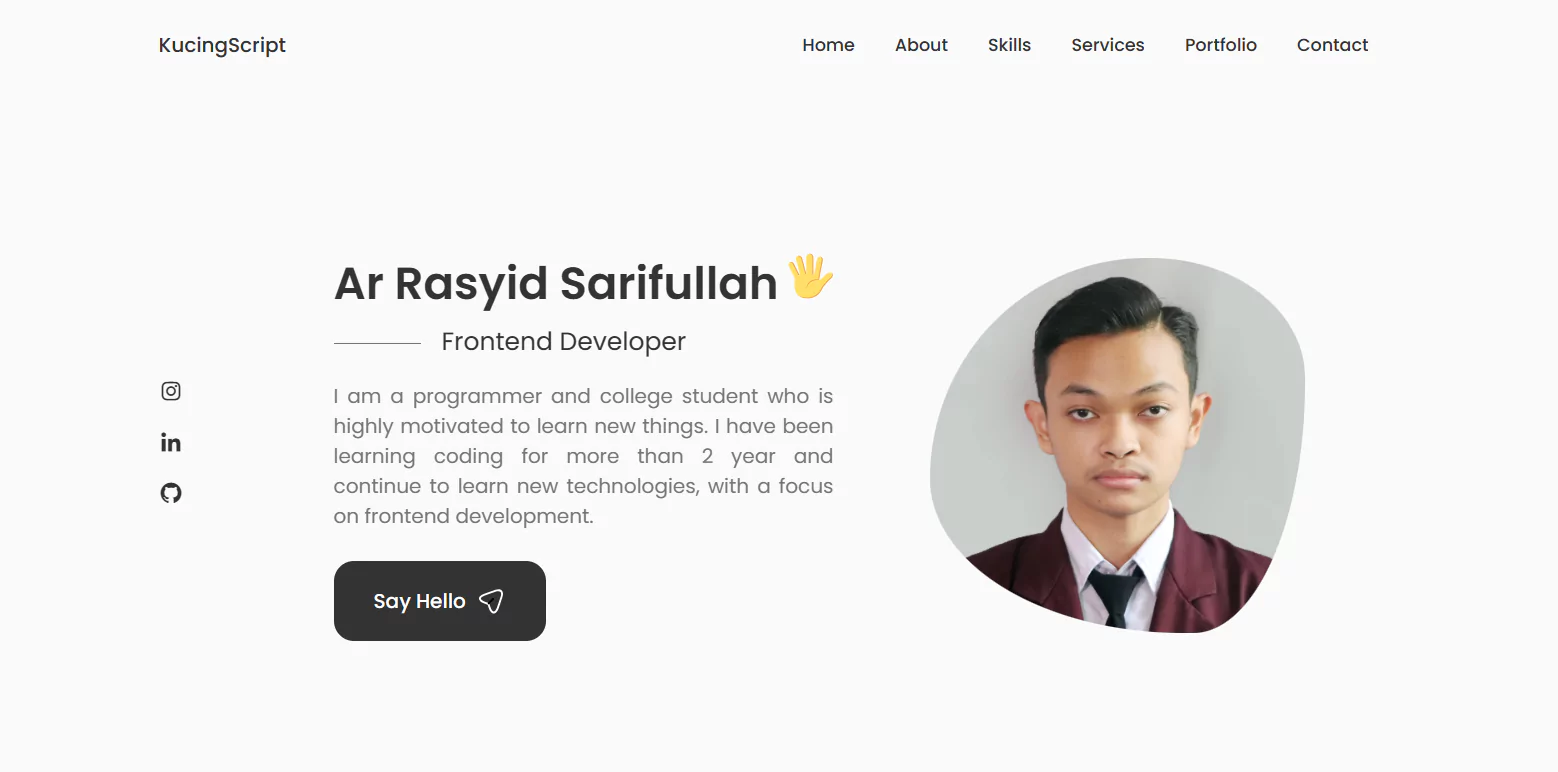 KucingScript
Home About Skills Services Portfolio Contact
Ar Rasyid Sarifullah
Frontend Developer
I am a programmer and college student who is
highly motivated to learn new things. I have been
learning coding for more than 2 year and
continue to learn new technologies, with a focus
on frontend development.
Say Hello